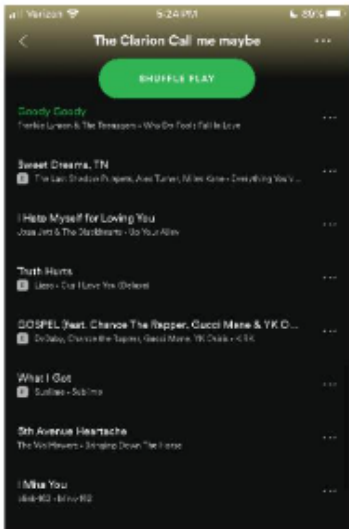 Verizon 5:24 PM 89%
The Clarion Call me maybe
SHUFFLE PLAY
Goody Goody
Frankie Lymon & The Teenagers • Why Do Fools Fall In Love
Sweet Dreams, TN
E The Last Shadow Puppets, Alex Turner, Miles Kane • Everything You'v...
I Hate Myself for Loving You
Joan Jett & The Blackhearts • Up Your Alley
Truth Hurts
E Lizzo • Cuz I Love You (Deluxe)
GOSPEL (feat. Chance The Rapper, Gucci Mane & YK O...
E DaBaby, Chance the Rapper, Gucci Mane, YK Osiris • KIRK
What I Got
E Sublime • Sublime
6th Avenue Heartache
The Wallflowers • Bringing Down The Horse
I Miss You
blink-182 • blink-182